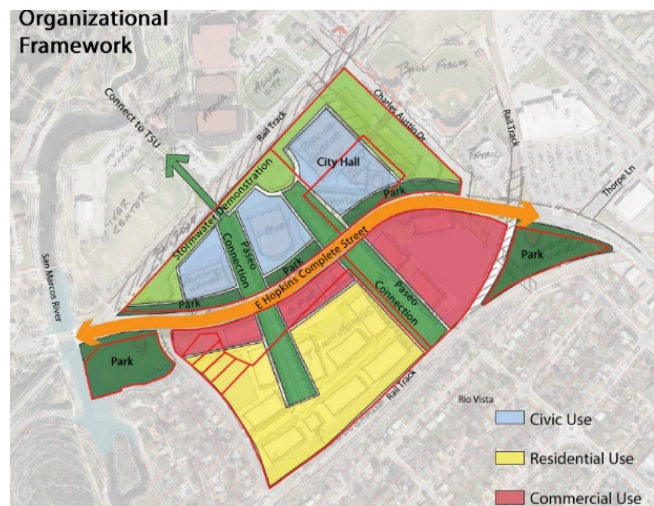 Organizational
Framework
Connect to TSU
Rail Track
Charles Austin Dr
Ball Fields
Rail Track
Thorpe Ln
City Hall
Stormwater Demonstration
Park
Paseo
Connection
Park
E Hopkins Complete Street
Park
San Marcos River
Park
Paseo
Connection
Park
Rail Track
Rio Vista
Civic Use
Residential Use
Commercial Use